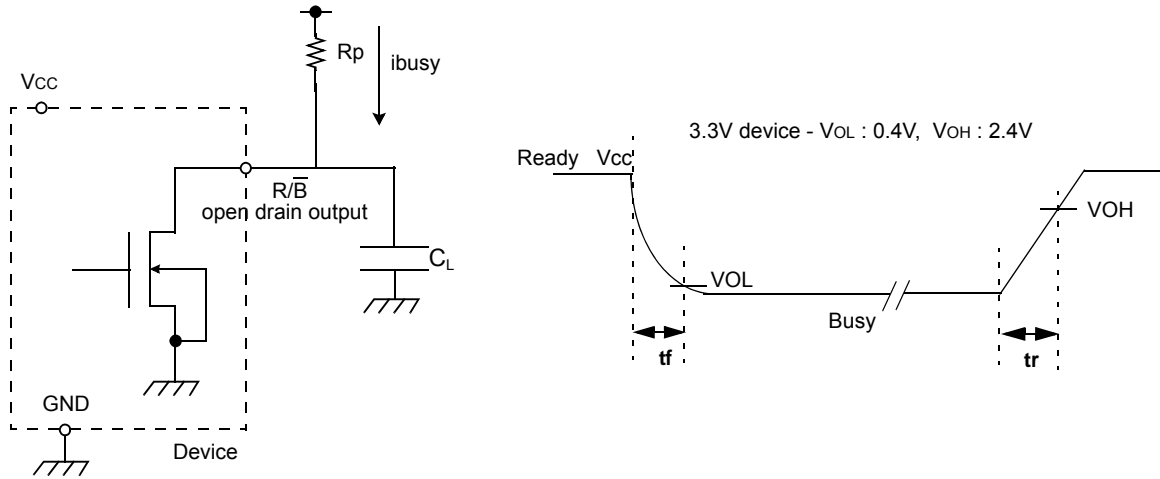 Rp
ibusy
VCC
R/B̅
open drain output
CL
GND
Device
3.3V device - VOL : 0.4V, VOH : 2.4V
Ready Vcc
VOH
VOL
Busy
tf
tr